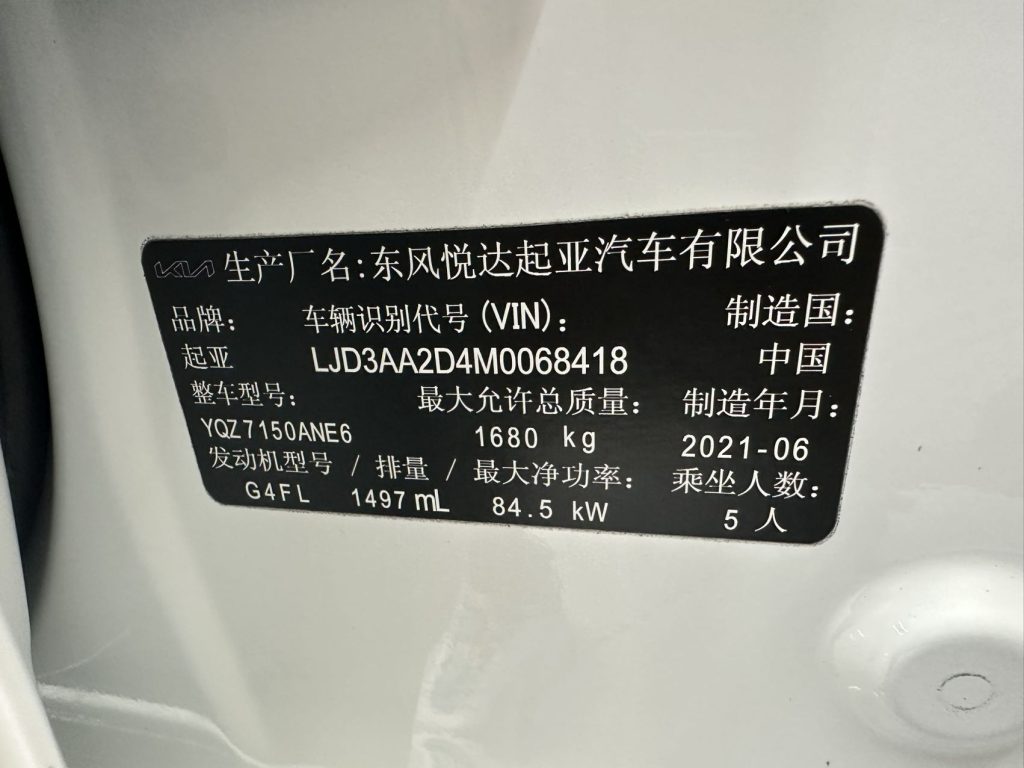 KIA 生产厂名:东风悦达起亚汽车有限公司
品牌: 车辆识别代号(VIN): 制造国:
起亚 LJD3AA2D4M0068418 中国
整车型号: 最大允许总质量: 制造年月:
YQZ7150ANE6 1680 kg 2021-06
发动机型号 / 排量 / 最大净功率: 乘坐人数:
G4FL 1497 mL 84.5 kW 5 人